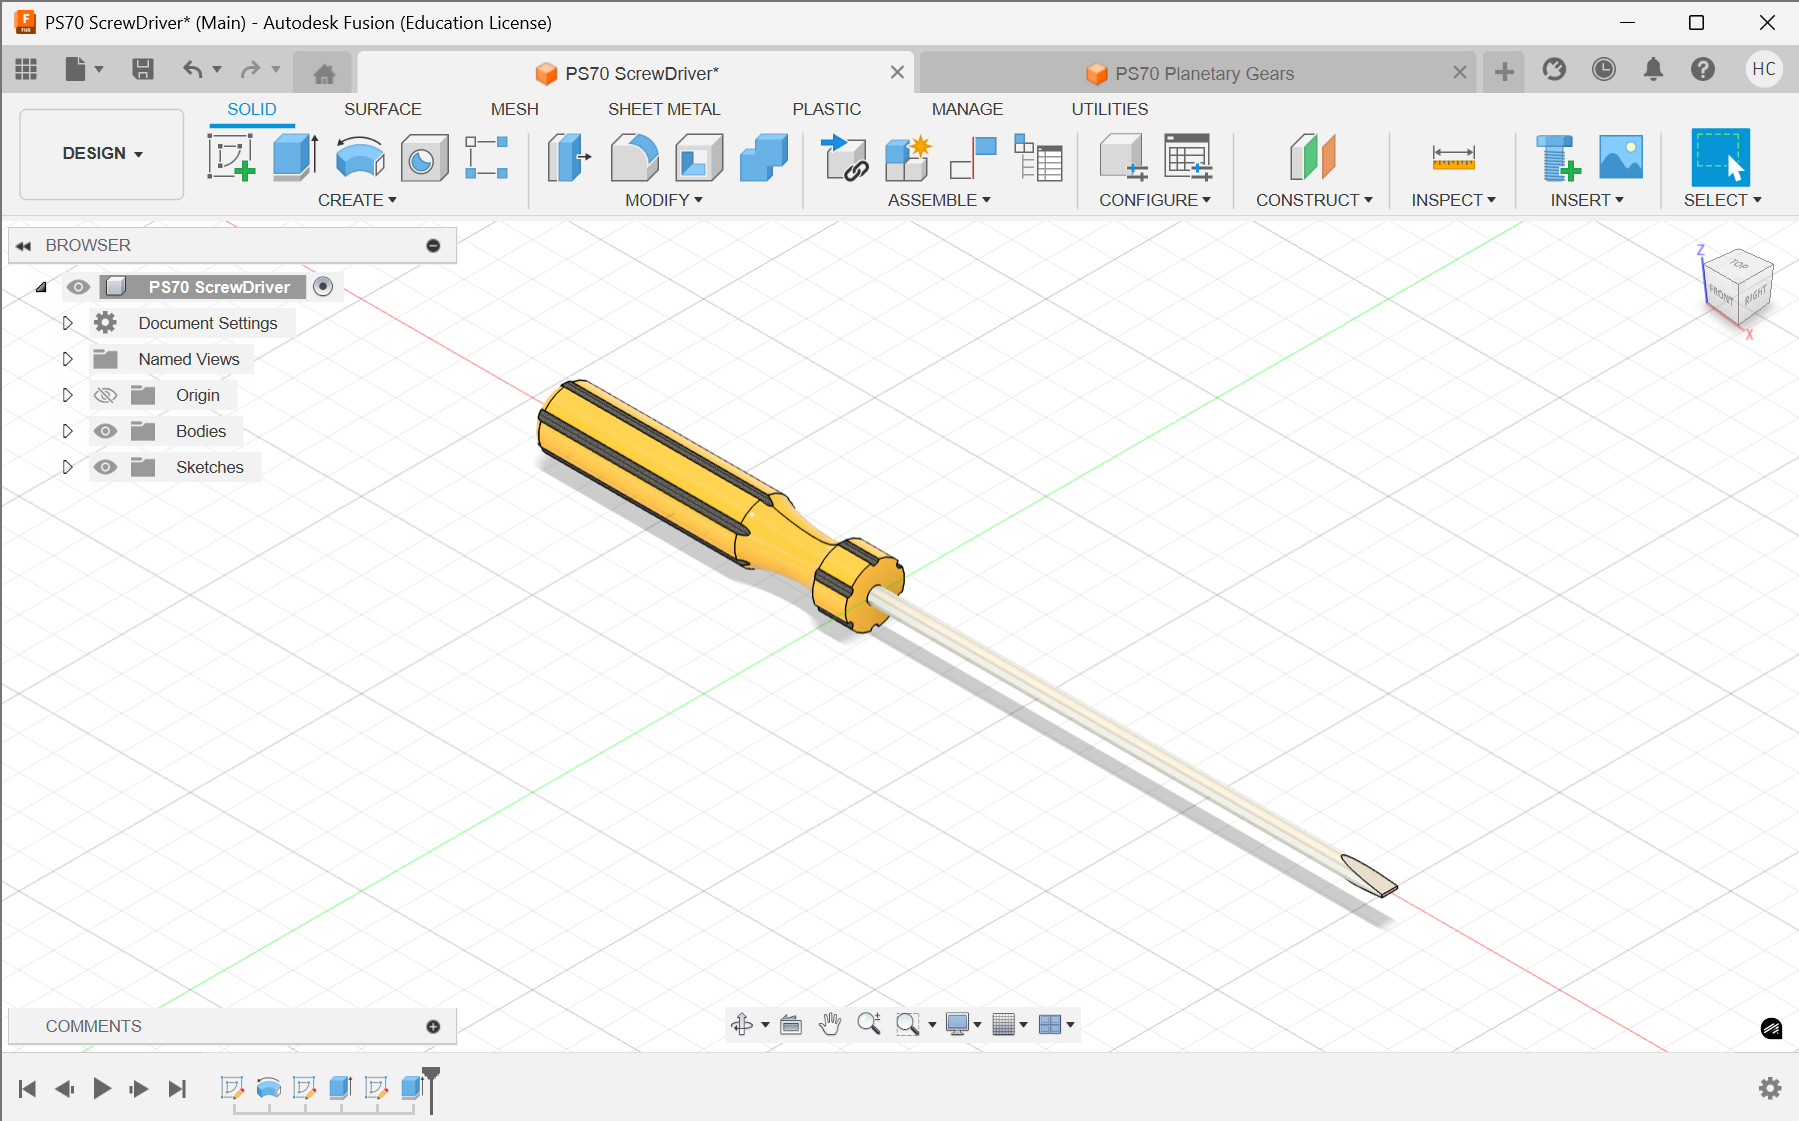 PS70 ScrewDriver* (Main) - Autodesk Fusion (Education License)
PS70 ScrewDriver*
PS70 Planetary Gears
HC
DESIGN
SOLID
SURFACE
MESH
SHEET METAL
PLASTIC
MANAGE
UTILITIES
CREATE
MODIFY
ASSEMBLE
CONFIGURE
CONSTRUCT
INSPECT
INSERT
SELECT
BROWSER
PS70 ScrewDriver
Document Settings
Named Views
Origin
Bodies
Sketches
Z
TOP
FRONT
RIGHT
X
COMMENTS